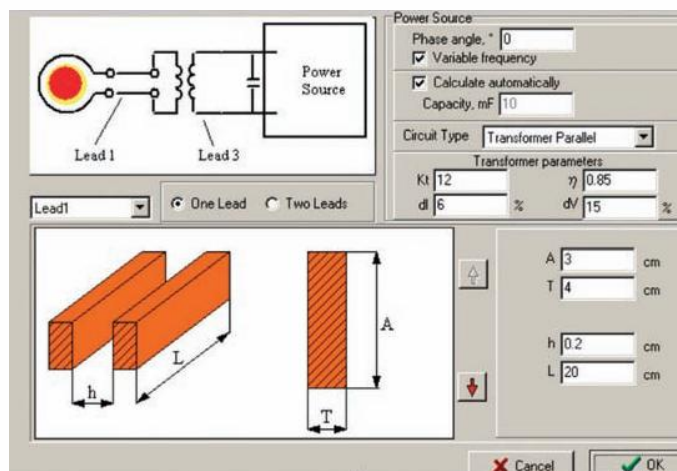 Power Source
Phase angle, ° 0
Variable frequency
Calculate automatically
Capacity, mF 10
Circuit Type Transformer Parallel
Transformer parameters
Kt 12 η 0.85
dI 6 % dV 15 %
Power
Source
Lead 1 Lead 3
Lead1 One Lead Two Leads
h L T A
A 3 cm
T 4 cm
h 0.2 cm
L 20 cm
Cancel OK